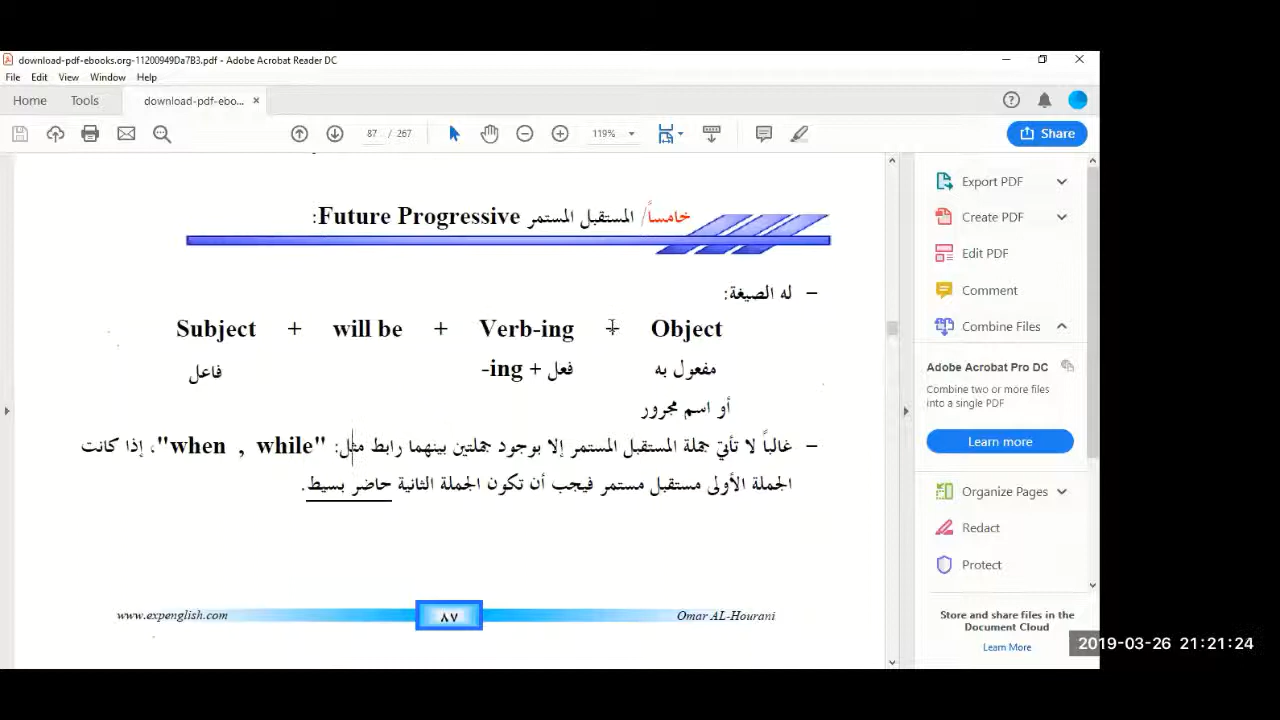 download-pdf-ebooks.org-11200949Da7B3.pdf - Adobe Acrobat Reader DC
File Edit View Window Help
Home Tools download-pdf-ebo... ×
87 / 267 119% Share
خامساً/ المستقبل المستمر Future Progressive:
– له الصيغة:
Subject + will be + Verb-ing + Object
فاعل فعل + ing- مفعول به
أو اسم مجرور
– غالباً لا تأتي جملة المستقبل المستمر إلا بوجود جملتين بينهما رابط مثل: "when , while"، إذا كانت
الجملة الأولى مستقبل مستمر فيجب أن تكون الجملة الثانية حاضر بسيط.
www.expenglish.com ٨٧ Omar AL-Hourani
Export PDF
Create PDF
Edit PDF
Comment
Combine Files
Adobe Acrobat Pro DC
Combine two or more files
into a single PDF
Learn more
Organize Pages
Redact
Protect
Store and share files in the
Document Cloud
Learn More
2019-03-26 21:21:24